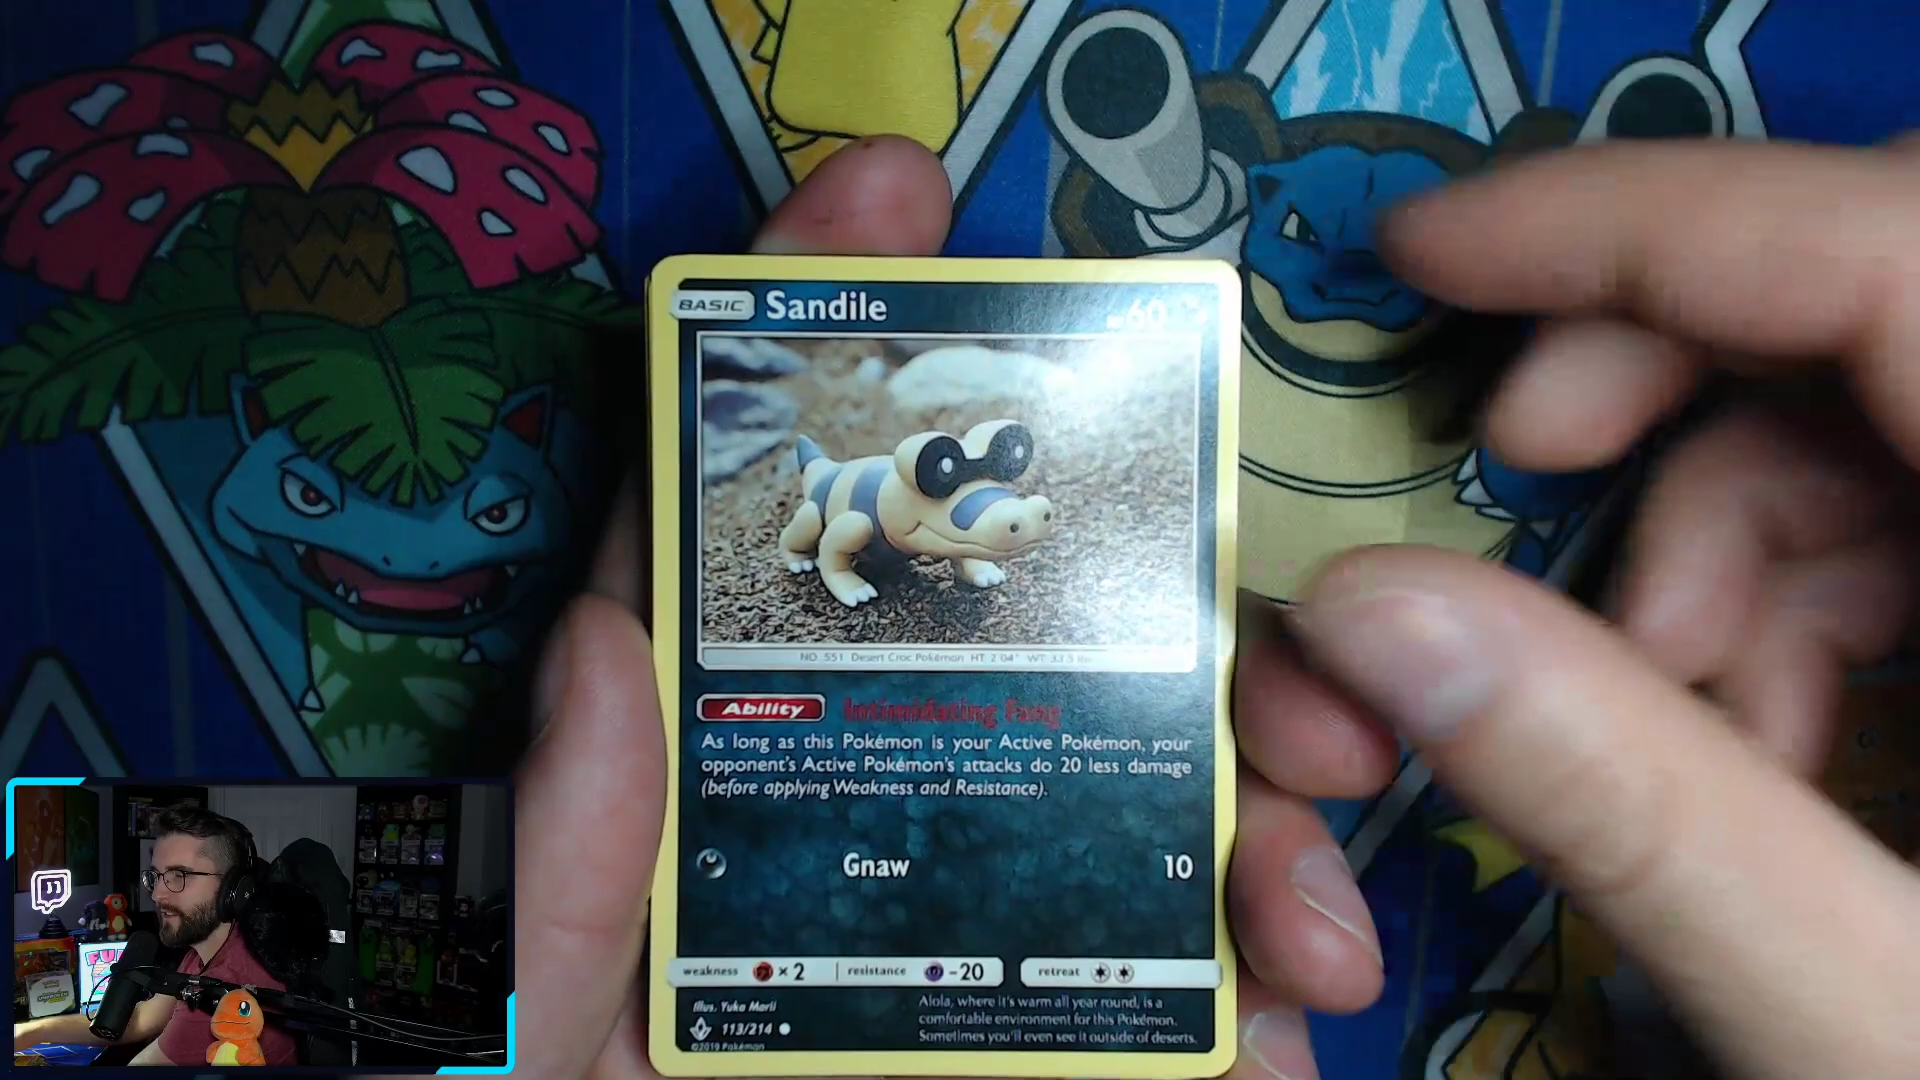 BASIC Sandile 60
NO. 551 Desert Croc Pokémon HT: 2'04" WT: 33.5 lbs
Ability Intimidating Fang
As long as this Pokémon is your Active Pokémon, your
opponent's Active Pokémon's attacks do 20 less damage
(before applying Weakness and Resistance).
Gnaw 10
weakness ×2 resistance -20 retreat
Illus. Yuka Morii
113/214
©2019 Pokémon
Alola, where it's warm all year round, is a
comfortable environment for this Pokémon.
Sometimes you'll even see it outside of deserts.